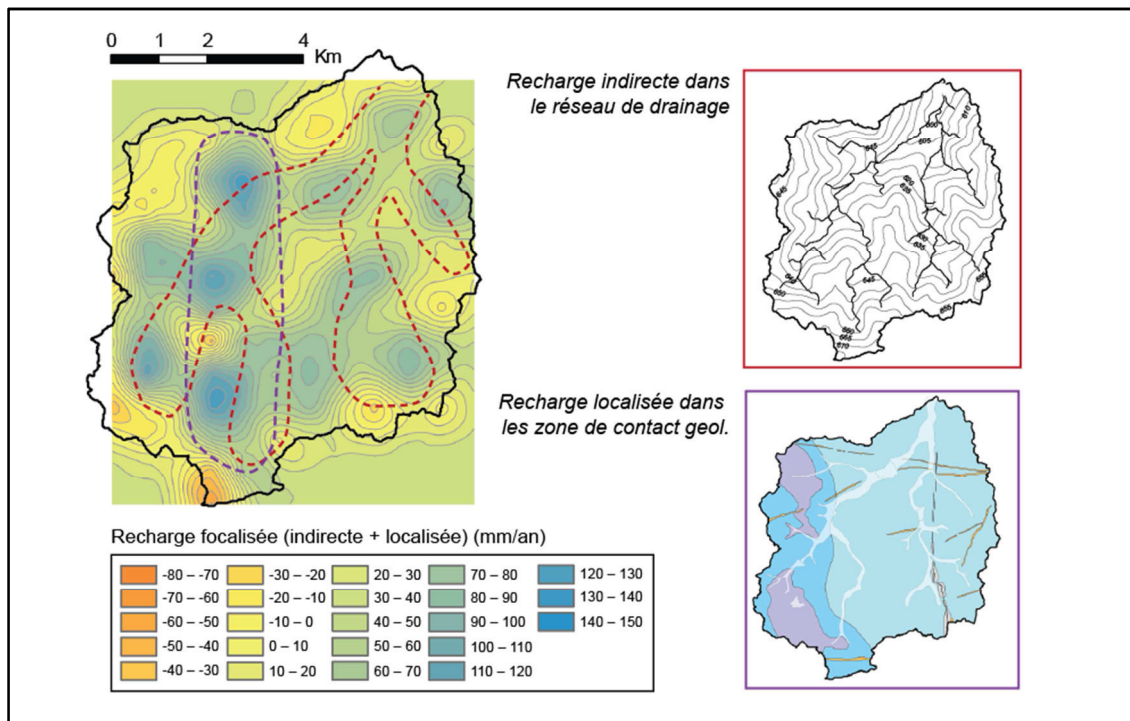 0 1 2 4
Km
Recharge indirecte dans
le réseau de drainage
Recharge localisée dans
les zone de contact geol.
Recharge focalisée (indirecte + localisée) (mm/an)
-80 – -70
-70 – -60
-60 – -50
-50 – -40
-40 – -30
-30 – -20
-20 – -10
-10 – 0
0 – 10
10 – 20
20 – 30
30 – 40
40 – 50
50 – 60
60 – 70
70 – 80
80 – 90
90 – 100
100 – 110
110 – 120
120 – 130
130 – 140
140 – 150